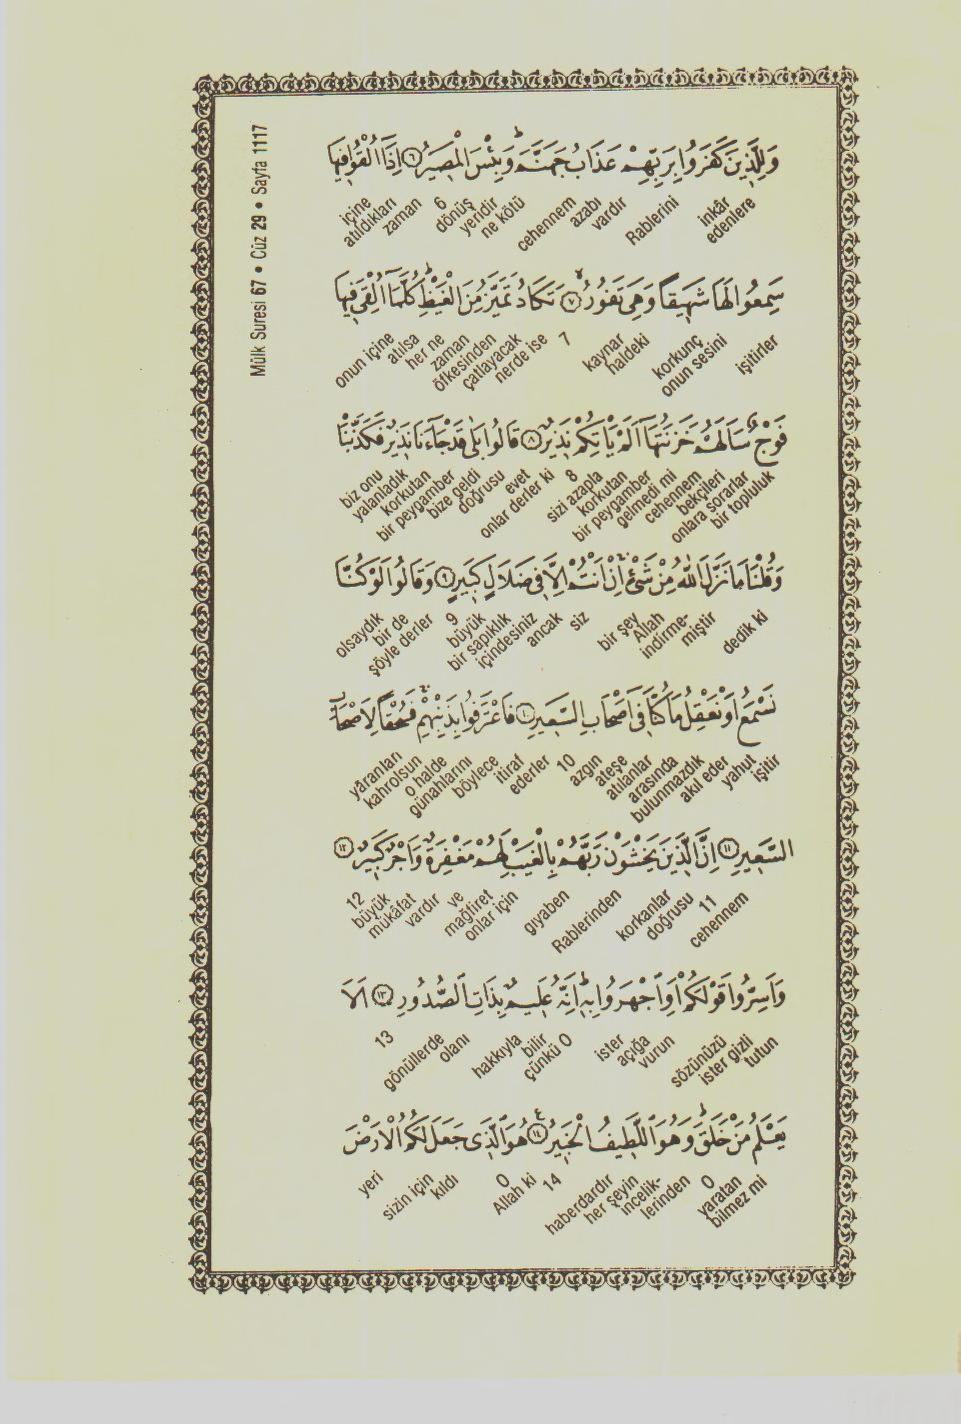 Mülk Suresi 67 • Cüz 29 • Sayfa 1117
وَلِلَّذِينَ كَفَرُوا بِرَبِّهِمْ عَذَابُ جَهَنَّمَ وَبِئْسَ الْمَصِيرُ ٦ اِذَٓا اُلْقُوا فِيهَا
içine atıldıkları zaman 6 dönüş yeridir ne kötü cehennem azabı vardır Rablerini inkâr edenlere
سَمِعُوا لَهَا شَهِيقًا وَهِيَ تَفُورُ ٧ تَكَادُ تَمَيَّزُ مِنَ الْغَيْظِ كُلَّمَٓا اُلْقِيَ فِيهَا
onun içine atılsa her ne zaman öfkesinden çatlayacak nerde ise 7 kaynar haldeki korkunç onun sesini işitirler
فَوْجٌ سَاَلَهُمْ خَزَنَتُهَٓا اَلَمْ يَأْتِكُمْ نَذِيرٌ ٨ قَالُوا بَلٰى قَدْ جَٓاءَنَا نَذِيرٌ فَكَذَّبْنَا
biz onu yalanladık korkutan bir peygamber bize geldi doğrusu evet onlar derler ki 8 sizi azapla korkutan bir peygamber gelmedi mi cehennem bekçileri onlara sorarlar bir topluluk
وَقُلْنَا مَا نَزَّلَ اللّٰهُ مِنْ شَيْءٍ اِنْ اَنْتُمْ اِلَّا فِي ضَلَالٍ كَبِيرٍ ٩ وَقَالُوا لَوْ كُنَّا
olsaydık bir de şöyle derler 9 büyük bir sapıklık içindesiniz ancak siz bir şey Allah indirme- miştir dedik ki
نَسْمَعُ اَوْ نَعْقِلُ مَا كُنَّا فِٓي اَصْحَابِ السَّعِيرِ ١٠ فَاعْتَرَفُوا بِذَنْبِهِمْ فَسُحْقًا لِاَصْحَابِ
yâranları kahrolsun o halde günahlarını böylece itiraf ederler 10 azgın ateşe atılanlar arasında bulunmazdık akıl eder yahut işitir
السَّعِيرِ ١١ اِنَّ الَّذِينَ يَخْشَوْنَ رَبَّهُمْ بِالْغَيْبِ لَهُمْ مَغْفِرَةٌ وَاَجْرٌ كَبِيرٌ ١٢
12 büyük mükâfat vardır ve mağfiret onlar için gıyaben Rablerinden korkanlar doğrusu 11 cehennem
وَاَسِرُّوا قَوْلَكُمْ اَوِ اجْهَرُوا بِهِ اِنَّهُ عَلِيمٌ بِذَاتِ الصُّدُورِ ١٣ اَلَا
13 gönüllerde olanı hakkıyla bilir çünkü O ister açığa vurun sözünüzü ister gizli tutun
يَعْلَمُ مَنْ خَلَقَ وَهُوَ اللَّطِيفُ الْخَبِيرُ ١٤ هُوَ الَّذِي جَعَلَ لَكُمُ الْاَرْضَ
yeri sizin için kıldı O Allah ki 14 haberdardır her şeyin incelik- lerinden O yaratan bilmez mi